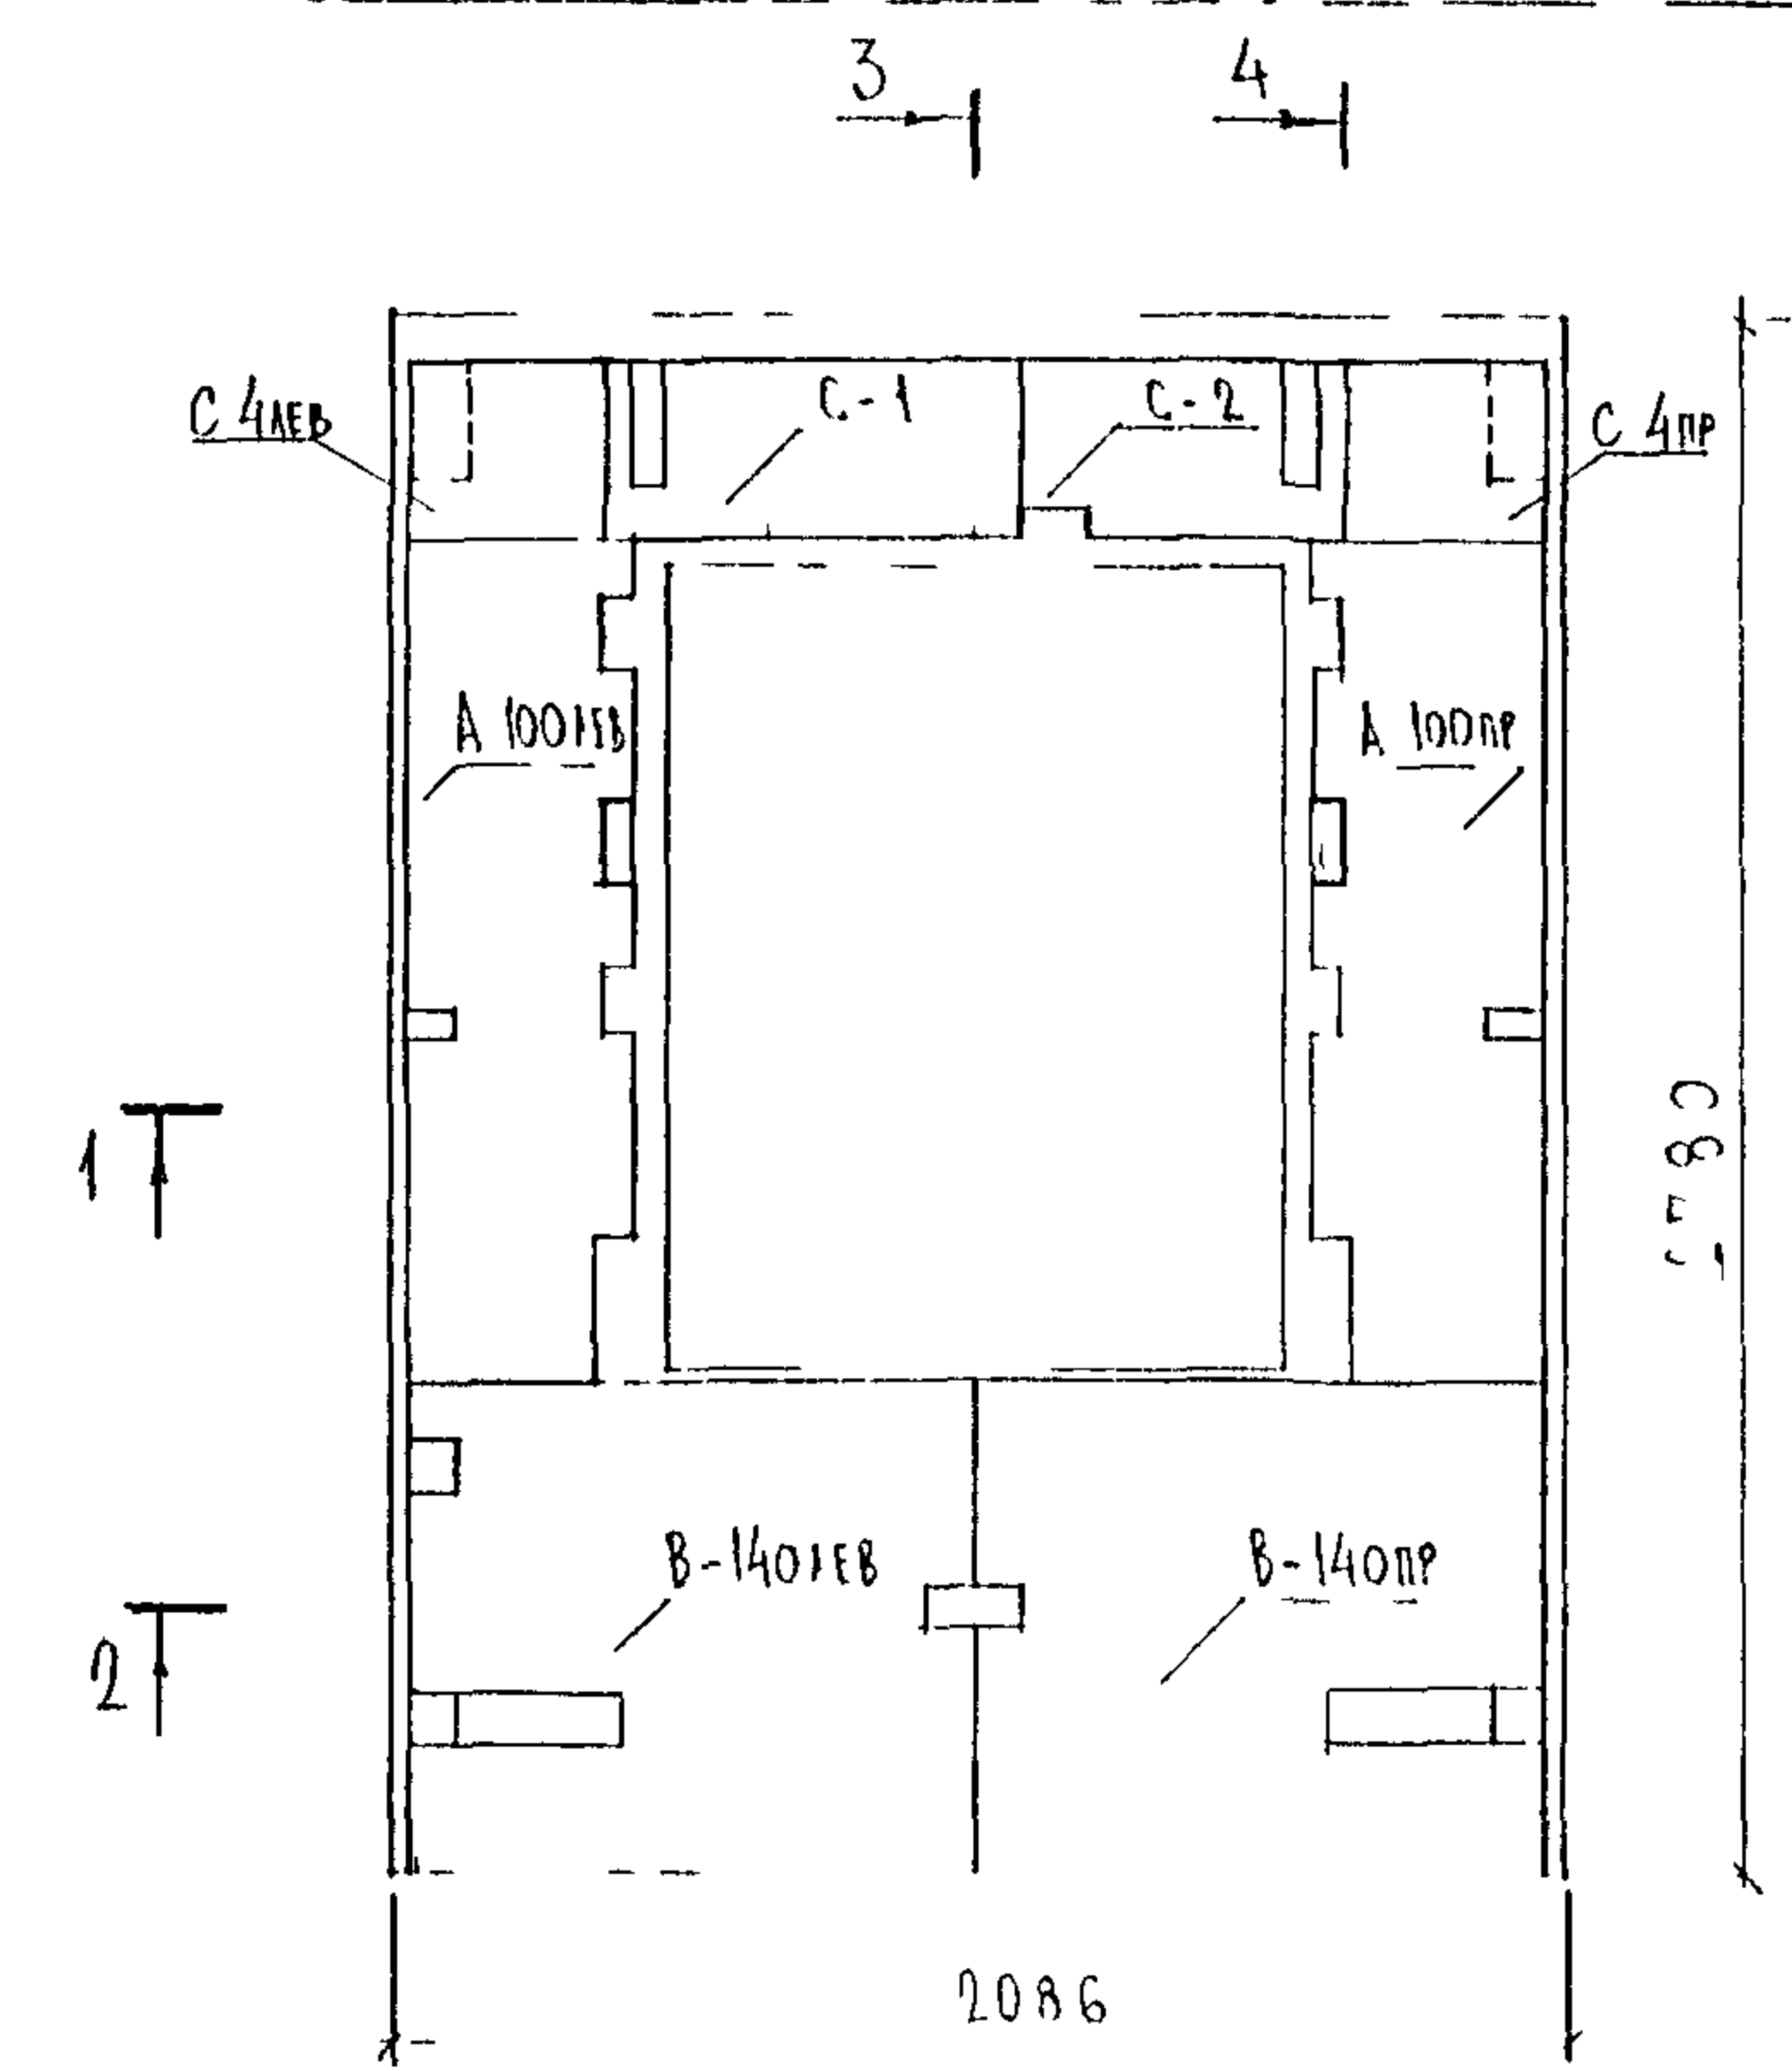 3
4
С 4ЛЕВ
С-1
С-2
С 4ПР
А 100ЛЕВ
А 100ПР
1
В-140ЛЕВ
В-140ПР
2
2086